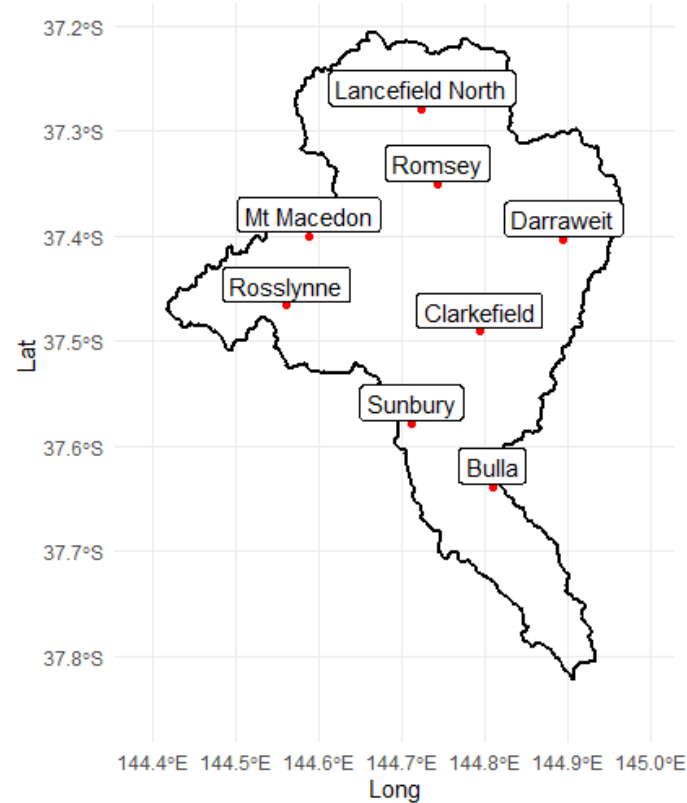 37.2°S
Lancefield North
37.3°S
Romsey
Mt Macedon
Darraweit
37.4°S
Rosslynne
Clarkefield
37.5°S
Lat
Sunbury
37.6°S
Bulla
37.7°S
37.8°S
144.4°E 144.5°E 144.6°E 144.7°E 144.8°E 144.9°E 145.0°E
Long